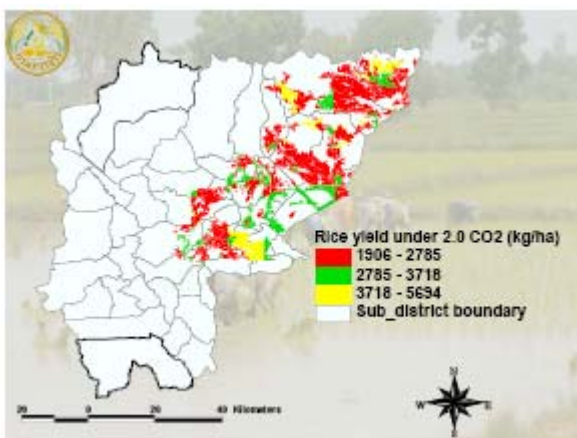 Rice yield under 2.0 CO2 (kg/ha)
1906 - 2785
2785 - 3718
3718 - 5694
Sub_district boundary
20 0 20 40 Kilometers
N
W E
S